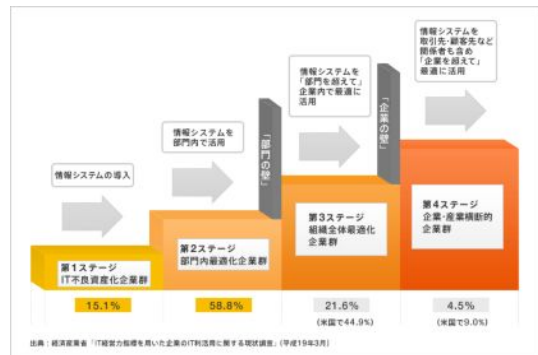 情報システムの導入
情報システムを
部門内で活用
「部門の壁」
情報システムを
「部門を超えて」
企業内で最適に
活用
「企業の壁」
情報システムを
取引先・顧客先など
関係者も含め
「企業を超えて」
最適に活用
第1ステージ
IT不良資産化企業群
第2ステージ
部門内最適化企業群
第3ステージ
組織全体最適化
企業群
第4ステージ
企業・産業横断的
企業群
15.1%
58.8%
21.6%
(米国で44.9%)
4.5%
(米国で9.0%)
出典：経済産業省「IT経営力指標を用いた企業のIT利活用に関する現状調査」(平成19年3月)